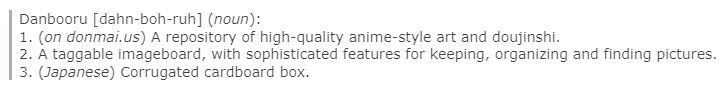 Danbooru [dahn-boh-ruh] (noun):
1. (on donmai.us) A repository of high-quality anime-style art and doujinshi.
2. A taggable imageboard, with sophisticated features for keeping, organizing and finding pictures.
3. (Japanese) Corrugated cardboard box.